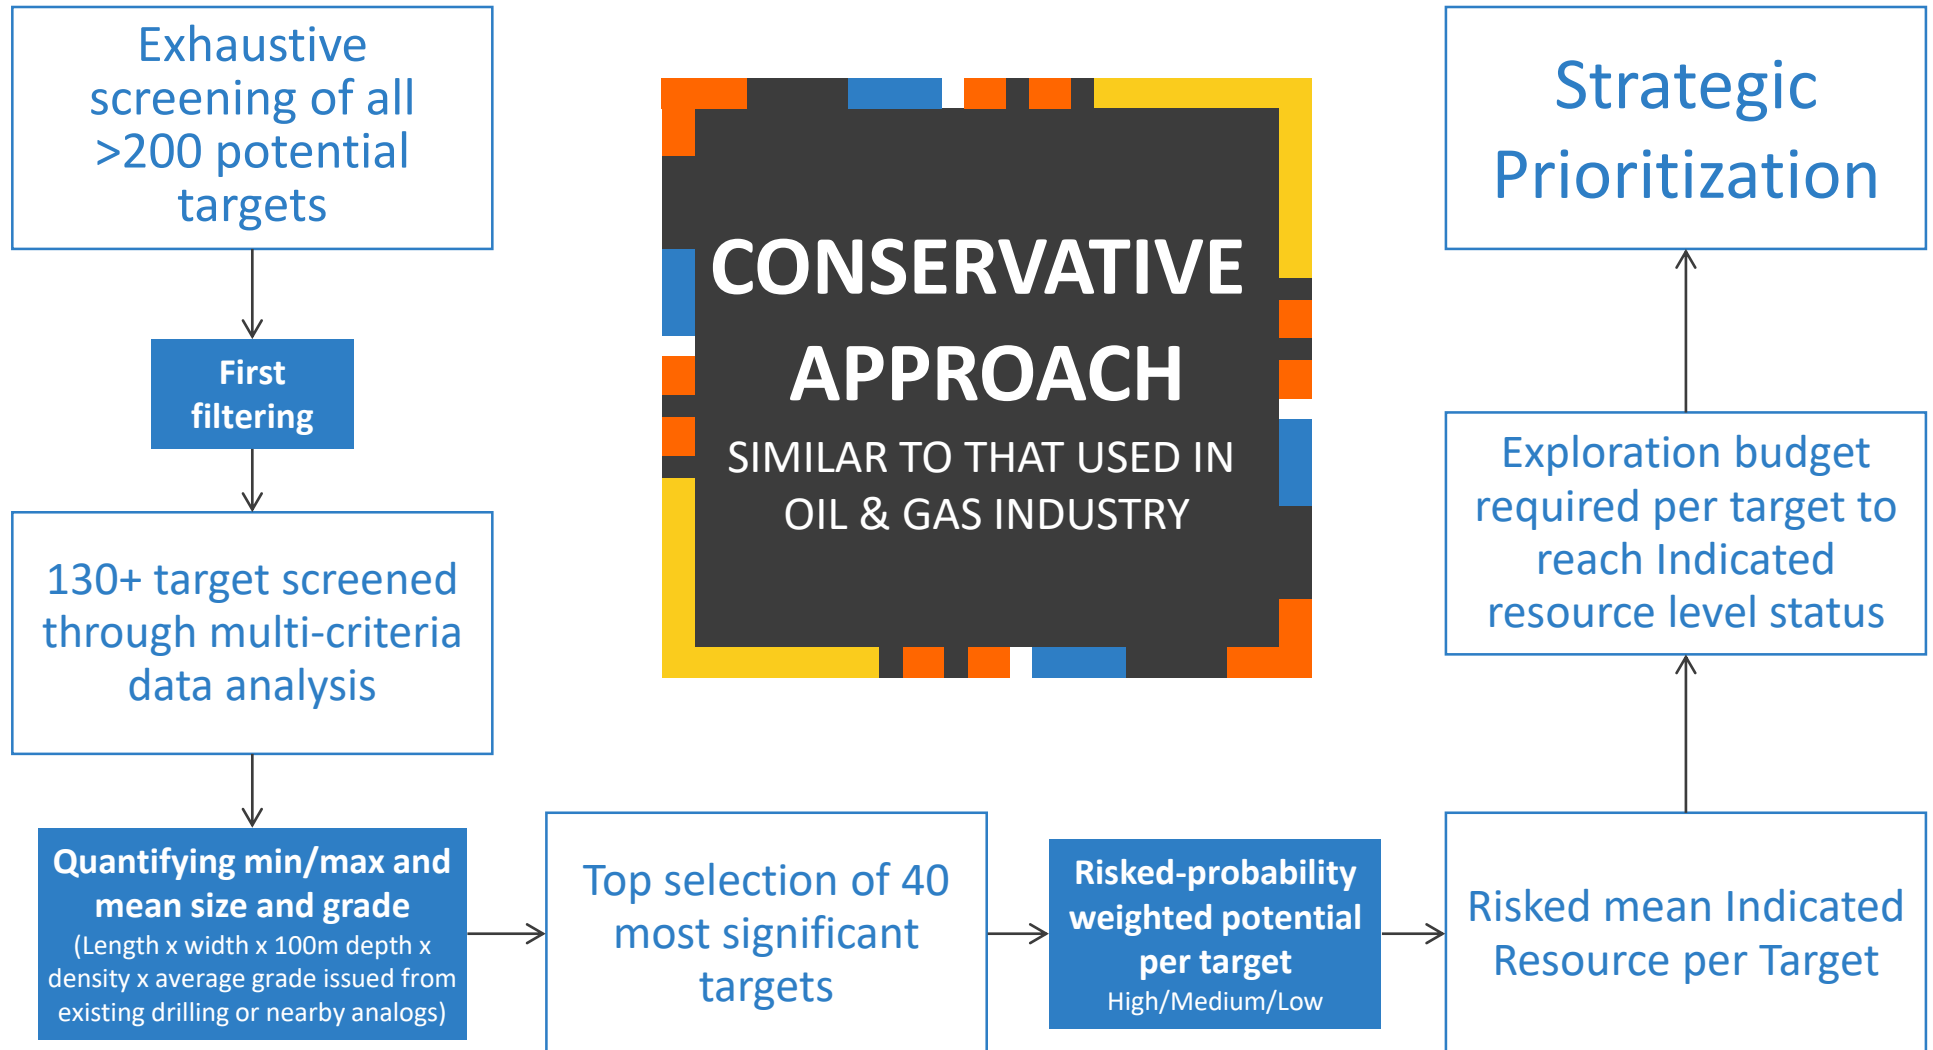 Exhaustive
screening of all
>200 potential
targets
First
filtering
130+ target screened
through multi-criteria
data analysis
Quantifying min/max and
mean size and grade
(Length x width x 100m depth x
density x average grade issued from
existing drilling or nearby analogs)
Top selection of 40
most significant
targets
Risked-probability
weighted potential
per target
High/Medium/Low
Risked mean Indicated
Resource per Target
Exploration budget
required per target to
reach Indicated
resource level status
Strategic
Prioritization
CONSERVATIVE
APPROACH
SIMILAR TO THAT USED IN
OIL & GAS INDUSTRY